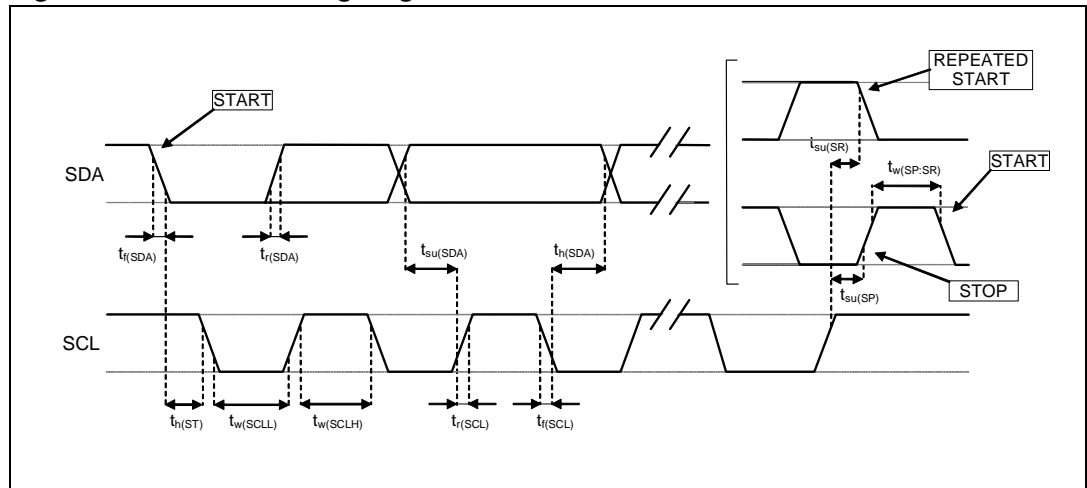 REPEATED
START
START
t_su(SR)
START
SDA
t_w(SP:SR)
t_f(SDA)
t_r(SDA)
t_su(SDA)
t_h(SDA)
t_su(SP)
STOP
SCL
t_h(ST)
t_w(SCLL)
t_w(SCLH)
t_r(SCL)
t_f(SCL)